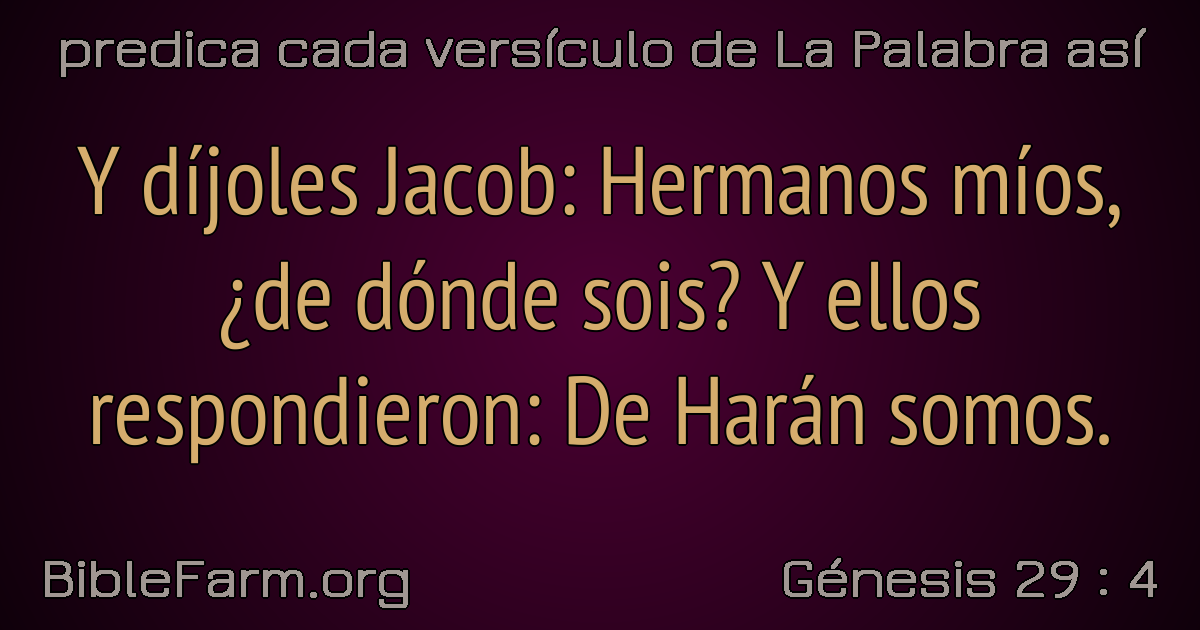 predica cada versículo de La Palabra así
Y díjoles Jacob: Hermanos míos,
¿de dónde sois? Y ellos
respondieron: De Harán somos.
BibleFarm.org
Génesis 29 : 4